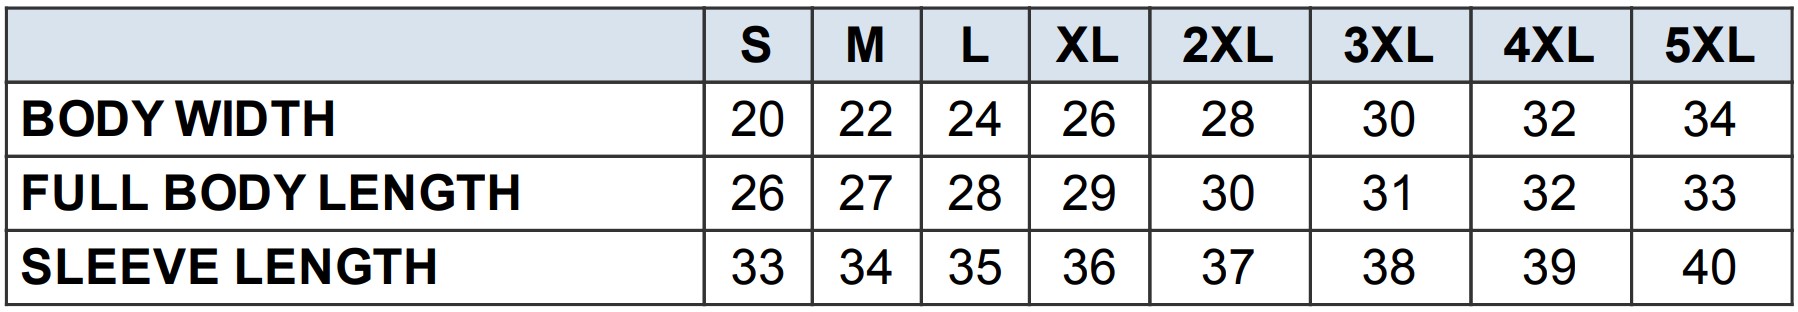 S M L XL 2XL 3XL 4XL 5XL
BODY WIDTH 20 22 24 26 28 30 32 34
FULL BODY LENGTH 26 27 28 29 30 31 32 33
SLEEVE LENGTH 33 34 35 36 37 38 39 40